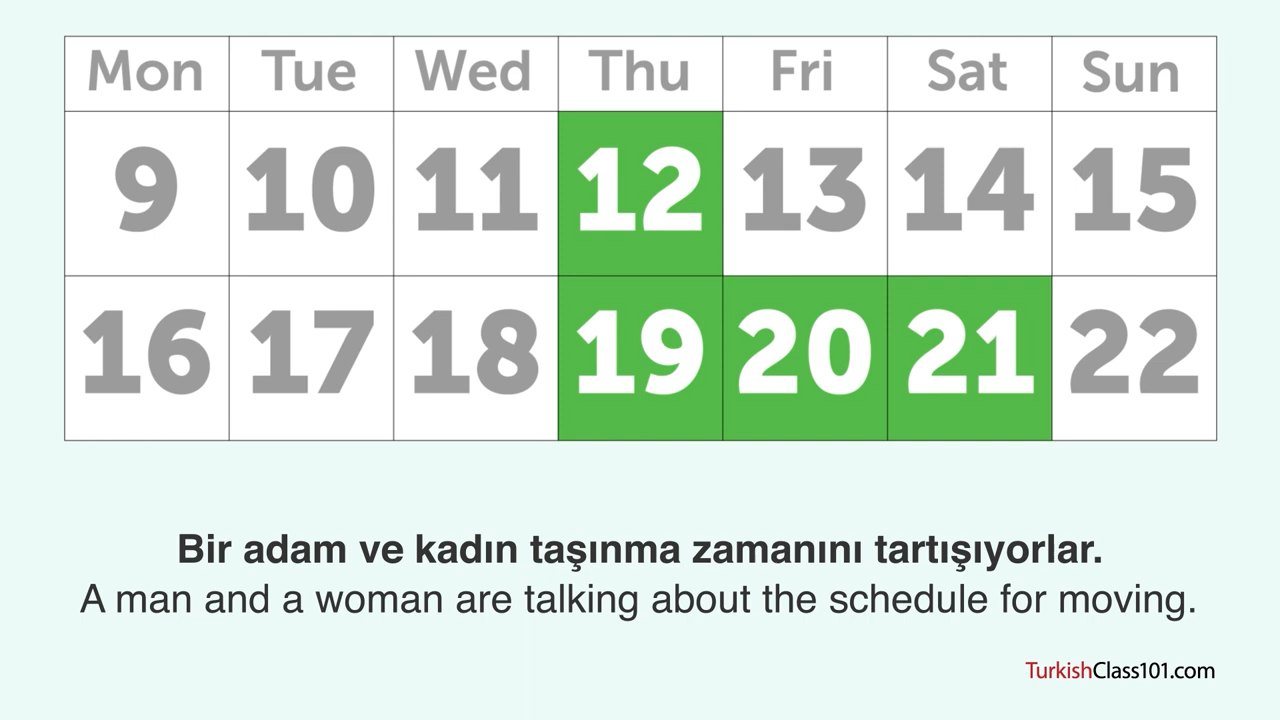 Mon Tue Wed Thu Fri Sat Sun
9 10 11 12 13 14 15
16 17 18 19 20 21 22
Bir adam ve kadın taşınma zamanını tartışıyorlar.
A man and a woman are talking about the schedule for moving.
TurkishClass101.com